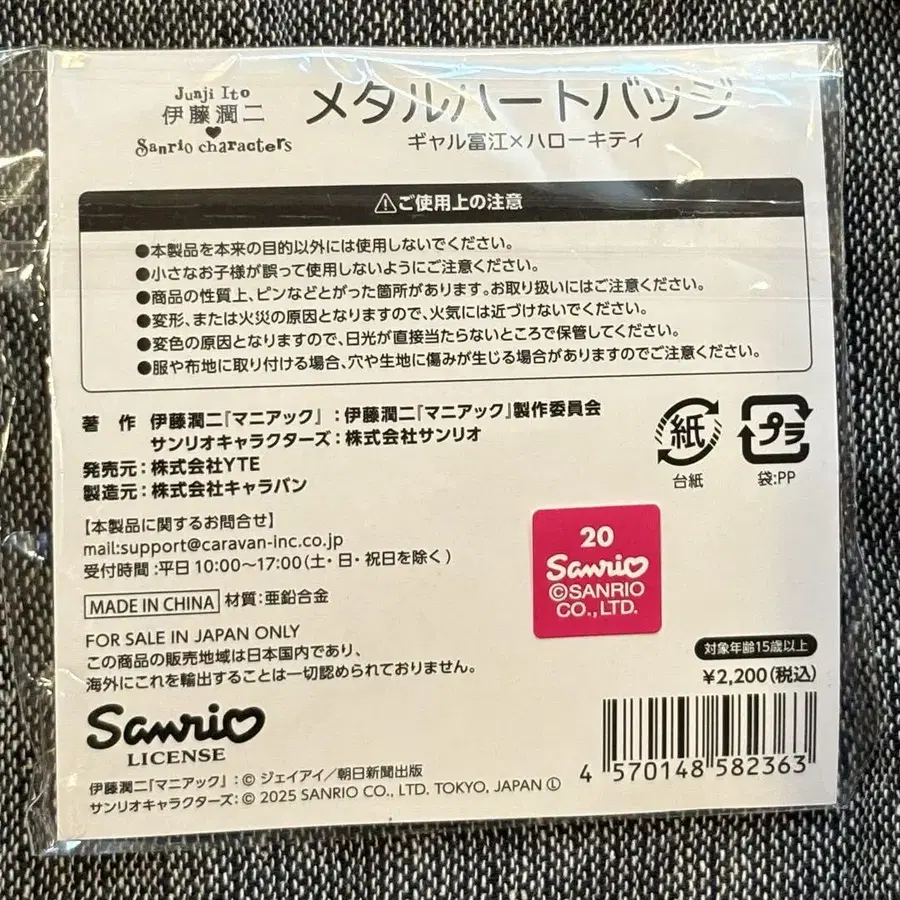 Junji Ito
伊藤潤二
♥
Sanrio characters
メタルハートバッジ
ギャル富江×ハローキティ
⚠ご使用上の注意
●本製品を本来の目的以外には使用しないでください。
●小さなお子様が誤って使用しないようにご注意ください。
●商品の性質上、ピンなどとがった箇所があります。お取り扱いにはご注意ください。
●変形、または火災の原因となりますので、火気には近づけないでください。
●変色の原因となりますので、日光が直接当たらないところで保管してください。
●服や布地に取り付ける場合、穴や生地に傷みが生じる場合がありますのでご注意ください。
著 作 伊藤潤二『マニアック』:伊藤潤二『マニアック』製作委員会
サンリオキャラクターズ:株式会社サンリオ
発売元:株式会社YTE
製造元:株式会社キャラバン
紙
台紙
プラ
袋:PP
【本製品に関するお問合せ】
mail:support@caravan-inc.co.jp
受付時間:平日10:00~17:00(土・日・祝日を除く)
MADE IN CHINA 材質:亜鉛合金
20
Sanrio
©SANRIO
CO.,LTD.
FOR SALE IN JAPAN ONLY
この商品の販売地域は日本国内であり、
海外にこれを輸出することは一切認められておりません。
対象年齢15歳以上
¥2,200(税込)
Sanrio
LICENSE
4 570148 582363
伊藤潤二『マニアック』:© ジェイアイ/朝日新聞出版
サンリオキャラクターズ:© 2025 SANRIO CO., LTD. TOKYO, JAPAN Ⓛ